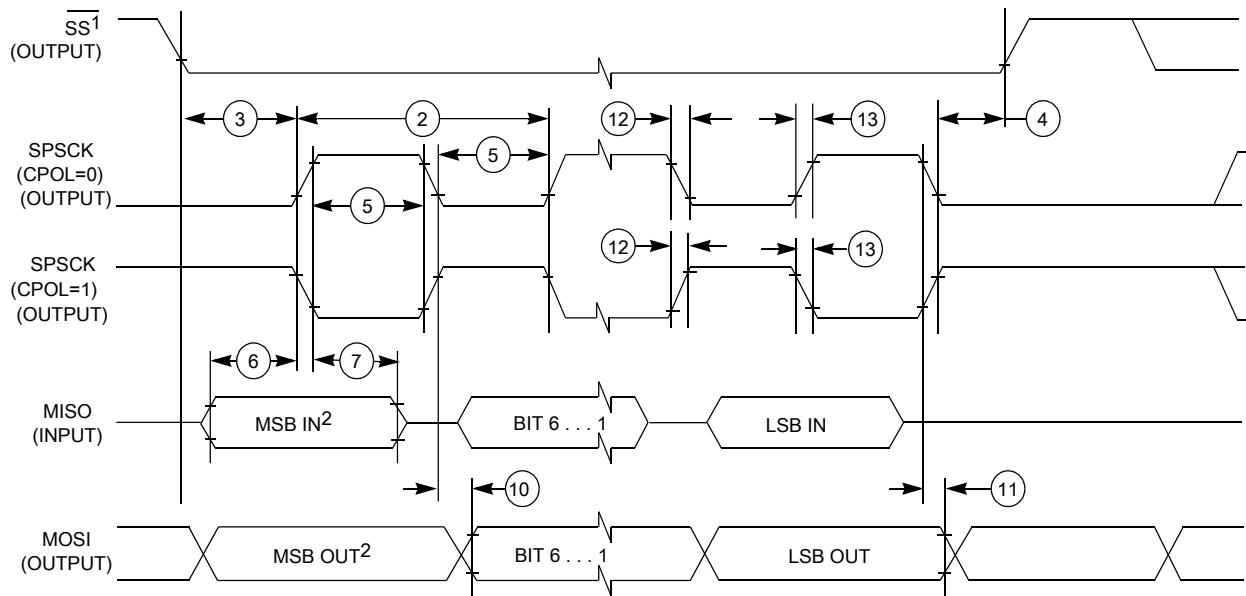 SS¹
(OUTPUT)
3
2
12
13
4
SPSCK
(CPOL=0)
(OUTPUT)
5
5
SPSCK
(CPOL=1)
(OUTPUT)
12
13
6
7
MISO
(INPUT)
MSB IN²
BIT 6 . . . 1
LSB IN
10
11
MOSI
(OUTPUT)
MSB OUT²
BIT 6 . . . 1
LSB OUT